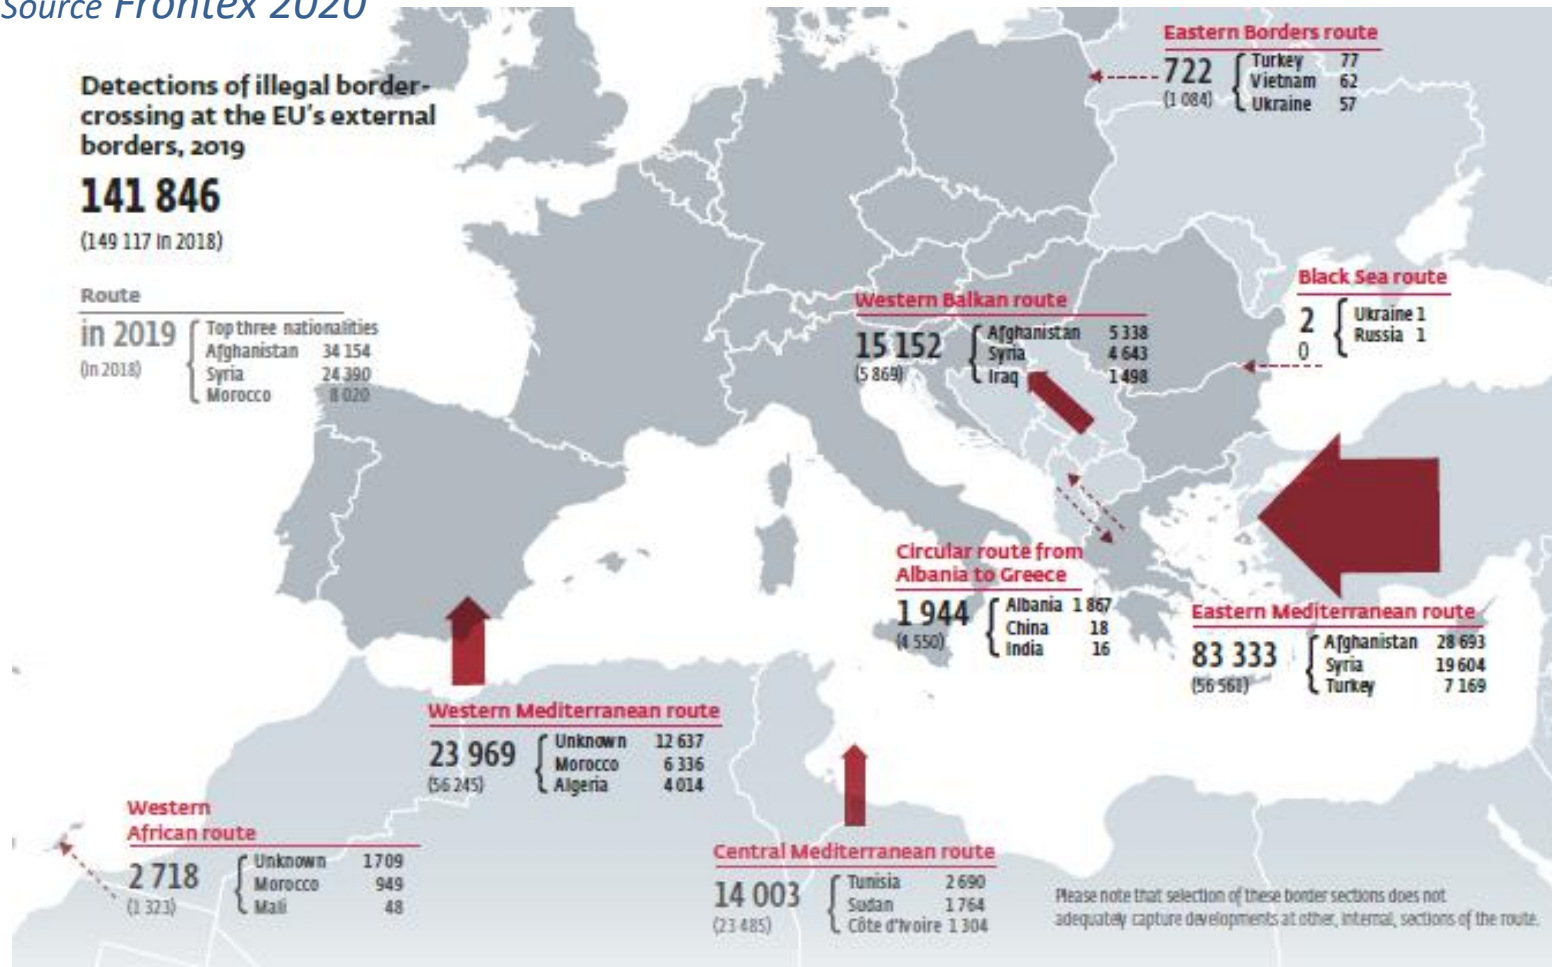 Source Frontex 2020
Detections of illegal border-
crossing at the EU's external
borders, 2019
141 846
(149 117 in 2018)
Route
in 2019
(in 2018)
Top three nationalities
Afghanistan 34 154
Syria 24 390
Morocco 8 020
Eastern Borders route
722
(1 084)
Turkey 77
Vietnam 62
Ukraine 57
Black Sea route
2
0
Ukraine 1
Russia 1
Western Balkan route
15 152
(5 869)
Afghanistan 5 338
Syria 4 643
Iraq 1 498
Circular route from
Albania to Greece
1 944
(4 550)
Albania 1 867
China 18
India 16
Eastern Mediterranean route
83 333
(56 561)
Afghanistan 28 693
Syria 19 604
Turkey 7 169
Western Mediterranean route
23 969
(56 245)
Unknown 12 637
Morocco 6 336
Algeria 4 014
Western
African route
2 718
(1 323)
Unknown 1 709
Morocco 949
Mali 48
Central Mediterranean route
14 003
(23 485)
Tunisia 2 690
Sudan 1 764
Côte d'Ivoire 1 304
Please note that selection of these border sections does not
adequately capture developments at other, internal, sections of the route.